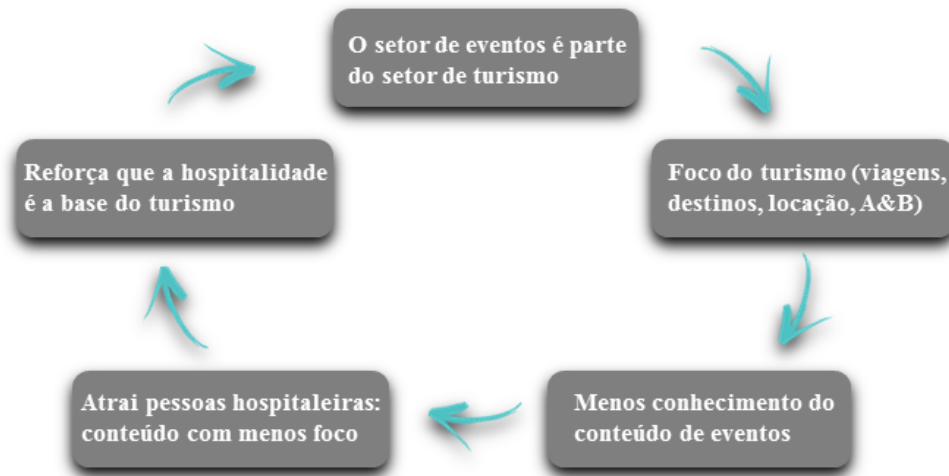 O setor de eventos é parte
do setor de turismo
Foco do turismo (viagens,
destinos, locação, A&B)
Menos conhecimento do
conteúdo de eventos
Atrai pessoas hospitaleiras:
conteúdo com menos foco
Reforça que a hospitalidade
é a base do turismo